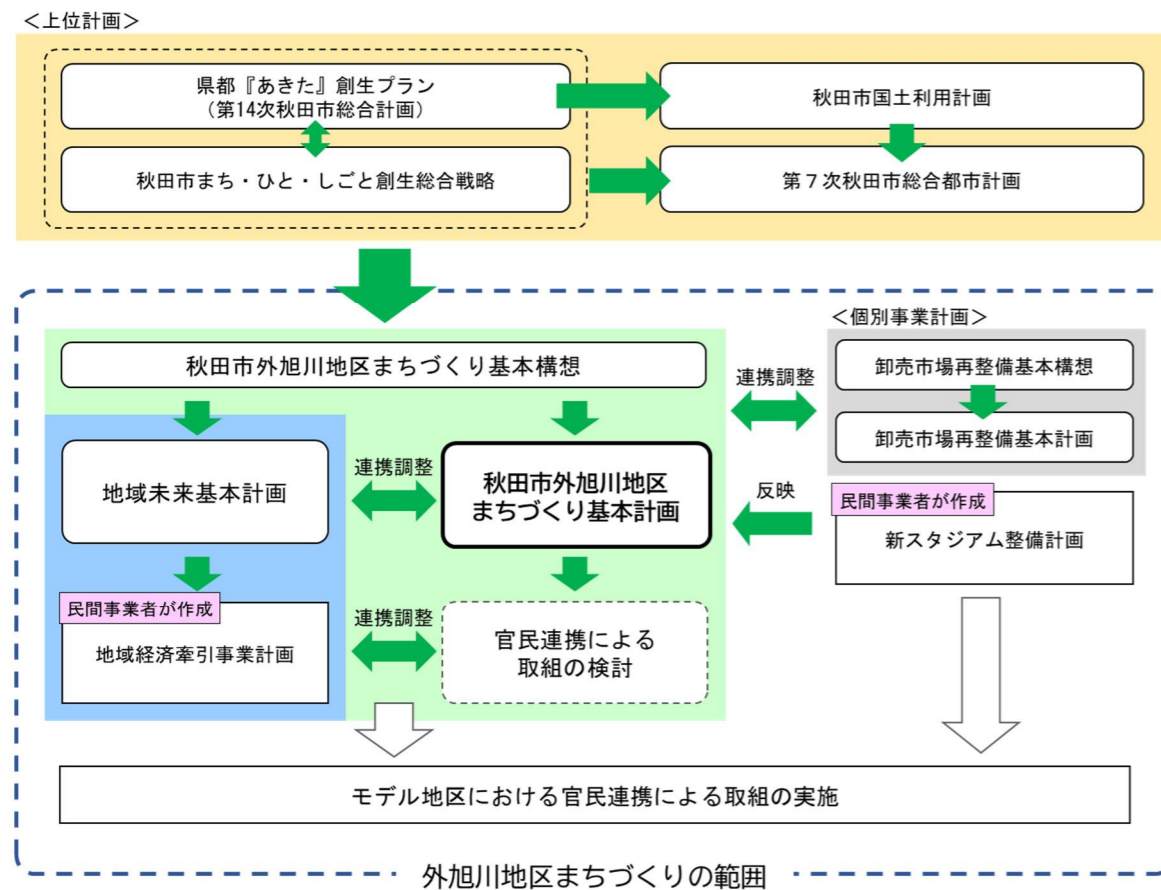 ＜上位計画＞
県都『あきた』創生プラン
（第14次秋田市総合計画）
秋田市国土利用計画
秋田市まち・ひと・しごと創生総合戦略
第７次秋田市総合都市計画
＜個別事業計画＞
秋田市外旭川地区まちづくり基本構想
連携調整
卸売市場再整備基本構想
卸売市場再整備基本計画
地域未来基本計画
連携調整
秋田市外旭川地区
まちづくり基本計画
反映
民間事業者が作成
新スタジアム整備計画
民間事業者が作成
地域経済牽引事業計画
連携調整
官民連携による
取組の検討
モデル地区における官民連携による取組の実施
外旭川地区まちづくりの範囲